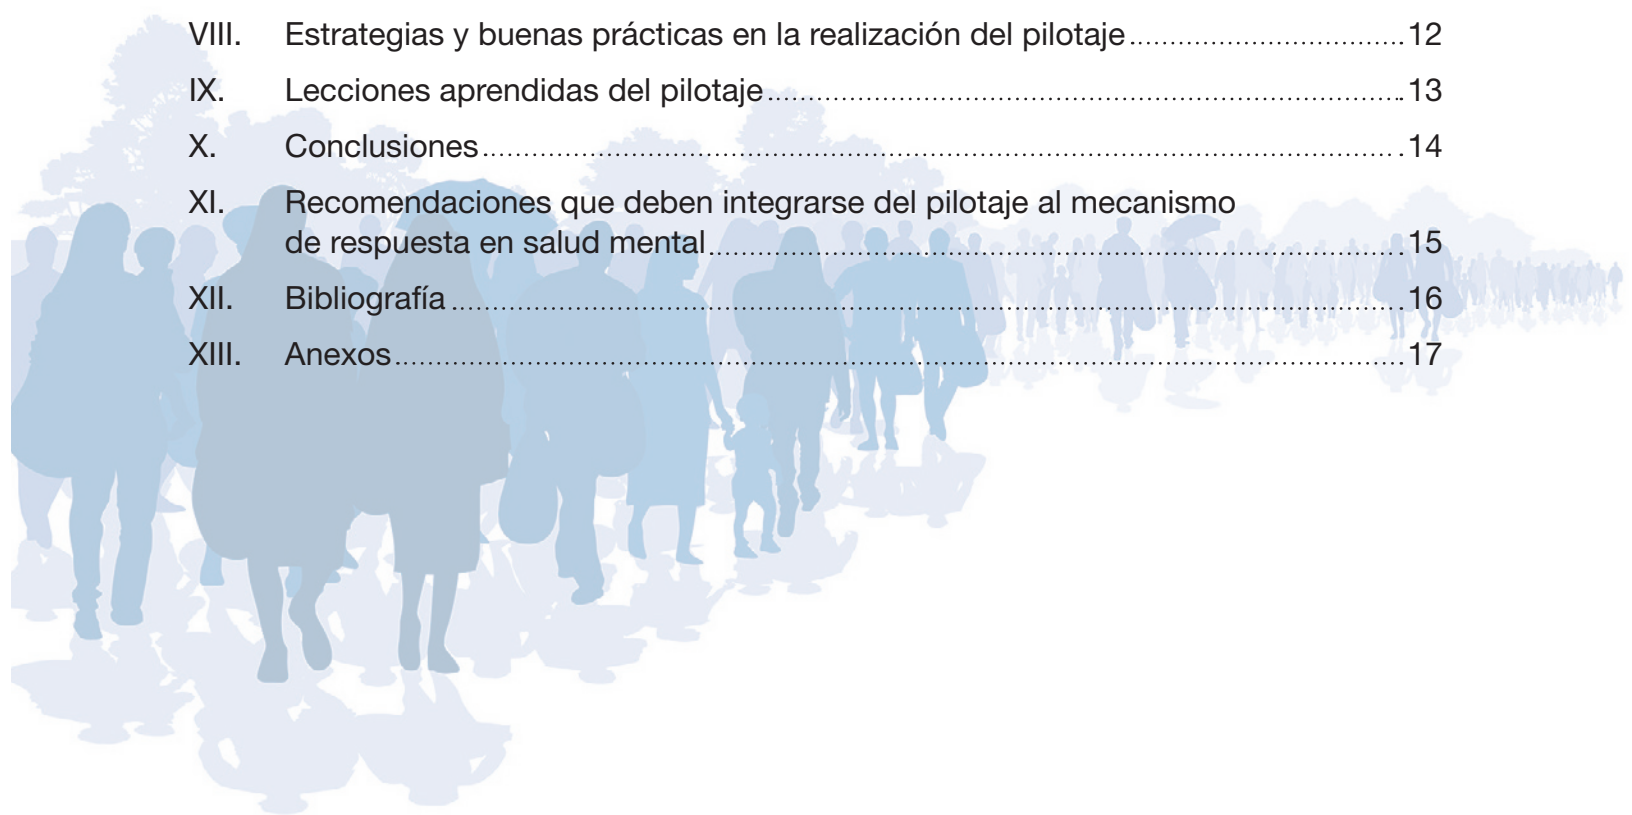 VIII. Estrategias y buenas prácticas en la realización del pilotaje 12
IX. Lecciones aprendidas del pilotaje 13
X. Conclusiones 14
XI. Recomendaciones que deben integrarse del pilotaje al mecanismo
de respuesta en salud mental 15
XII. Bibliografía 16
XIII. Anexos 17